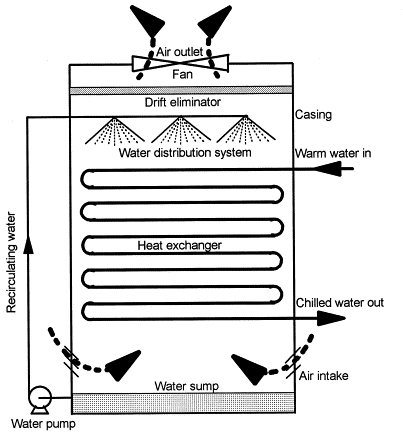 Air outlet
Fan
Drift eliminator
Casing
Water distribution system
Warm water in
Recirculating water
Heat exchanger
Chilled water out
Air intake
Water sump
Water pump